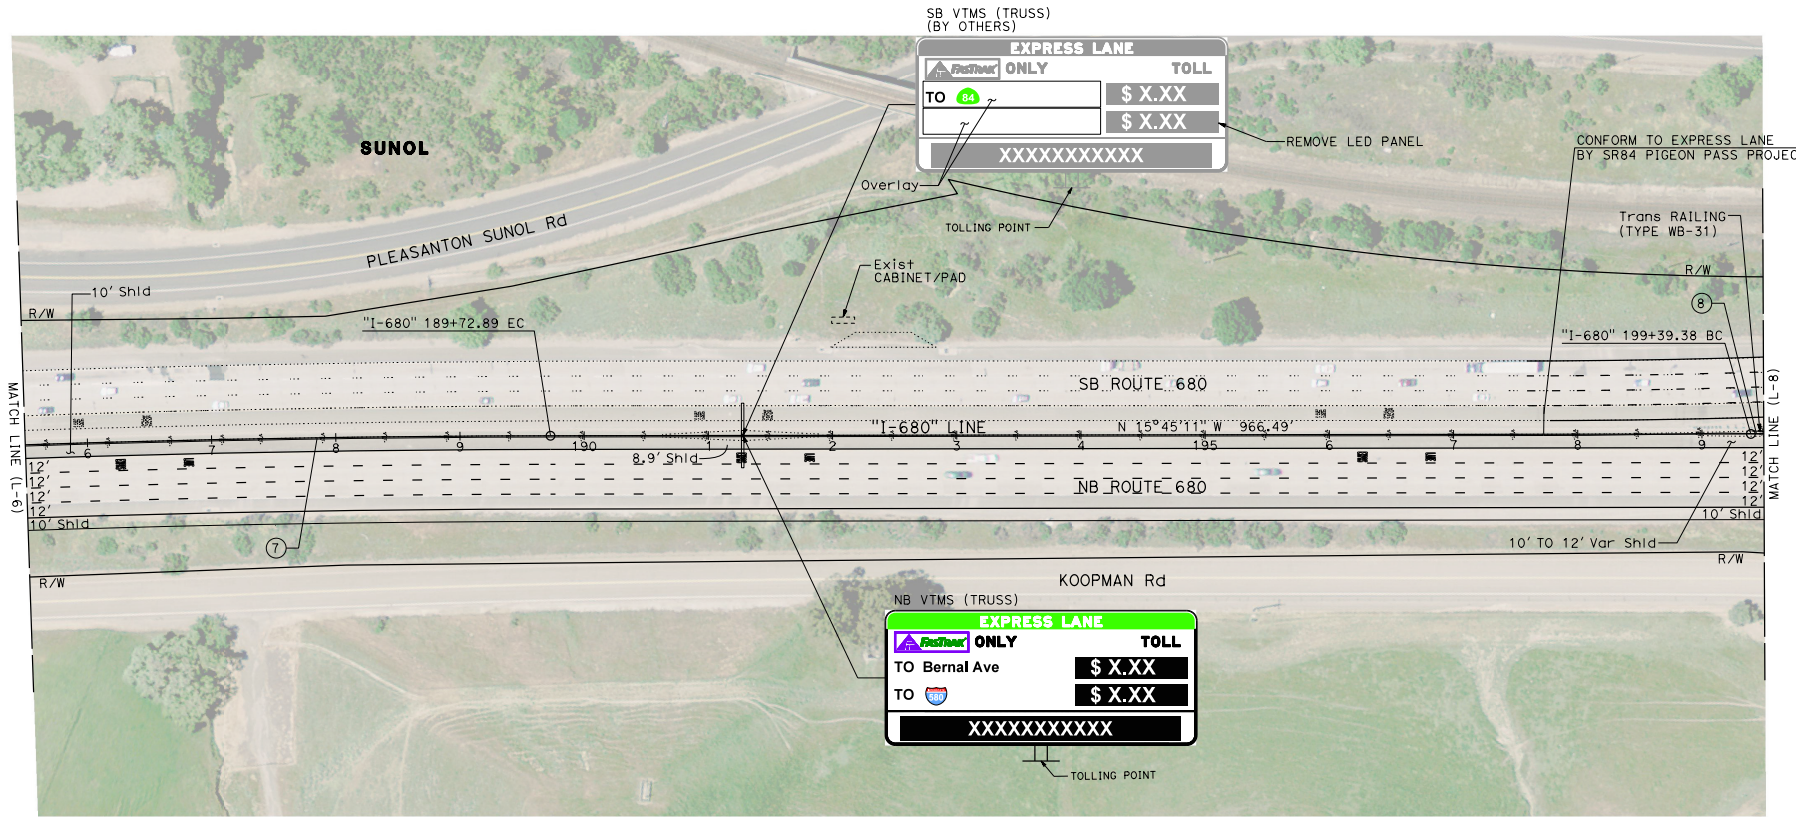 SB VTMS (TRUSS)
(BY OTHERS)
EXPRESS LANE
FASTRAK ONLY TOLL
TO 84 $ X.XX
$ X.XX
XXXXXXXXXXX
REMOVE LED PANEL
CONFORM TO EXPRESS LANE
BY SR84 PIGEON PASS PROJEC
SUNOL
Overlay
TOLLING POINT
Trans RAILING
(TYPE WB-31)
PLEASANTON SUNOL Rd
Exist
CABINET/PAD
R/W
10' Shld
R/W
8
"I-680" 189+72.89 EC
"I-680" 199+39.38 BC
SB ROUTE 680
MATCH LINE (L-6)
MATCH LINE (L-8)
"I-680" LINE
N 15°45'11" W 966.49'
6 7 8 9 190 1 2 3 4 195 6 7 8 9
8.9' Shld
12' 12'
12' 12'
12' 12'
12' 12'
NB ROUTE 680
10' Shld
10' Shld
7
10' TO 12' Var Shld
R/W
R/W
KOOPMAN Rd
NB VTMS (TRUSS)
EXPRESS LANE
FASTRAK ONLY TOLL
TO Bernal Ave $ X.XX
TO 580 $ X.XX
XXXXXXXXXXX
TOLLING POINT